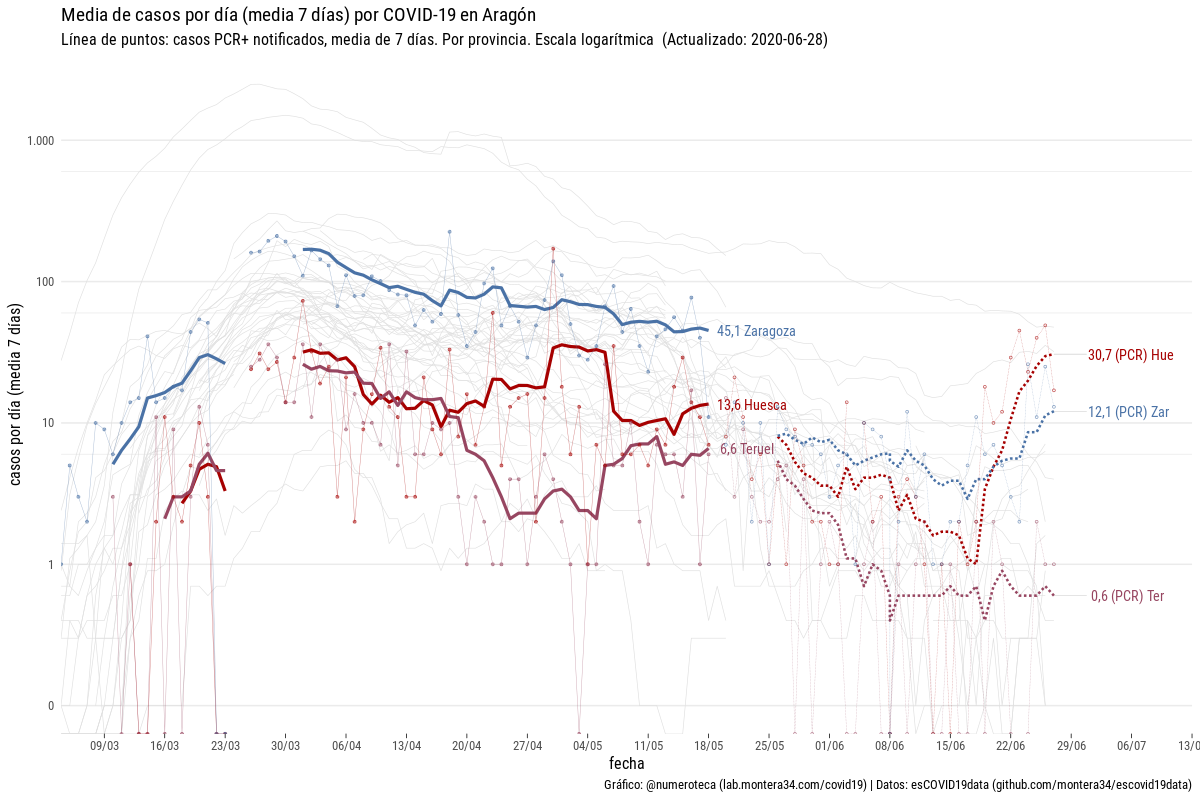 Media de casos por día (media 7 días) por COVID-19 en Aragón
Línea de puntos: casos PCR+ notificados, media de 7 días. Por provincia. Escala logarítmica (Actualizado: 2020-06-28)
casos por día (media 7 días)
1.000
100
10
1
0
45,1 Zaragoza
13,6 Huesca
6,6 Teruel
30,7 (PCR) Hue
12,1 (PCR) Zar
0,6 (PCR) Ter
09/03 16/03 23/03 30/03 06/04 13/04 20/04 27/04 04/05 11/05 18/05 25/05 01/06 08/06 15/06 22/06 29/06 06/07 13/0
fecha
Gráfico: @numeroteca (lab.montera34.com/covid19) | Datos: esCOVID19data (github.com/montera34/escovid19data)